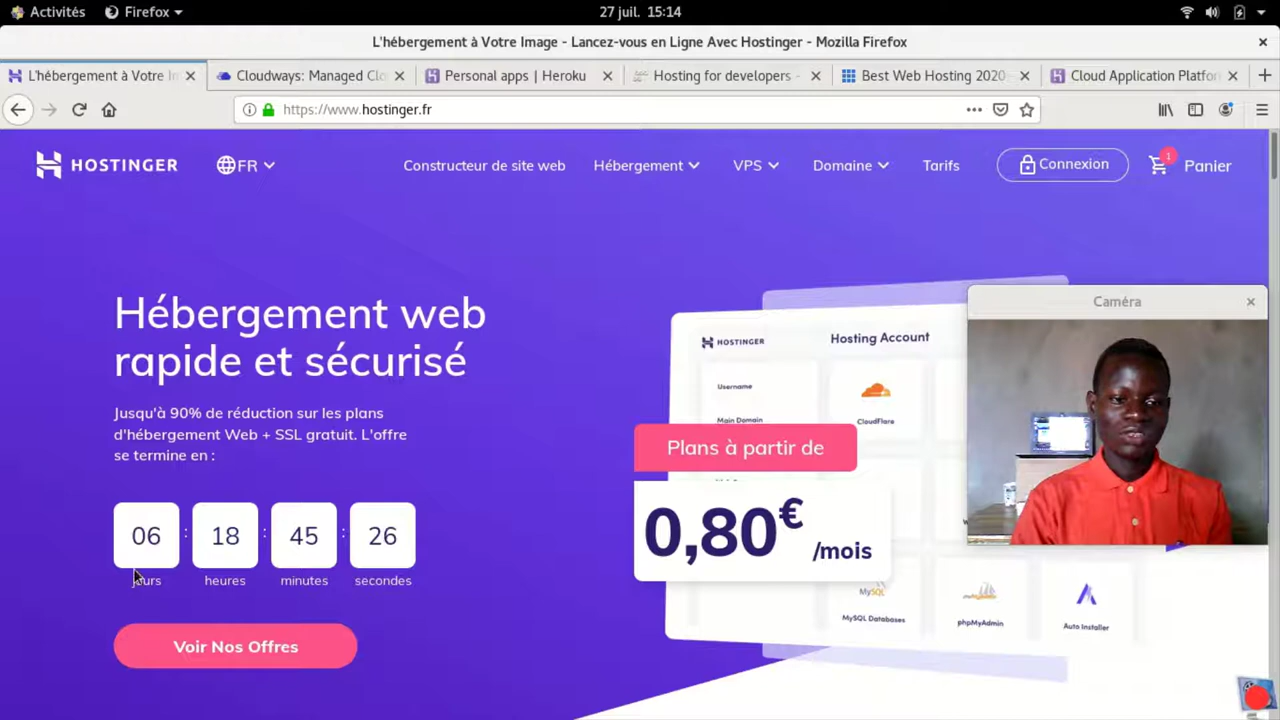 Activités
Firefox
27 juil. 15:14
L'hébergement à Votre Image - Lancez-vous en Ligne Avec Hostinger - Mozilla Firefox
L'hébergement à Votre I
Cloudways: Managed Clo
Personal apps | Heroku
Hosting for developers -
Best Web Hosting 2020
Cloud Application Platfo
https://www.hostinger.fr
HOSTINGER
FR
Constructeur de site web
Hébergement
VPS
Domaine
Tarifs
Connexion
1
Panier
Hébergement web
rapide et sécurisé
Jusqu'à 90% de réduction sur les plans
d'hébergement Web + SSL gratuit. L'offre
se termine en :
06 : 18 : 45 : 26
jours heures minutes secondes
Voir Nos Offres
HOSTINGER
Hosting Account
Username
Main Domain
CloudFlare
Plans à partir de
0,80€ /mois
MySQL
MySQL Databases
phpMyAdmin
Auto Installer
Caméra